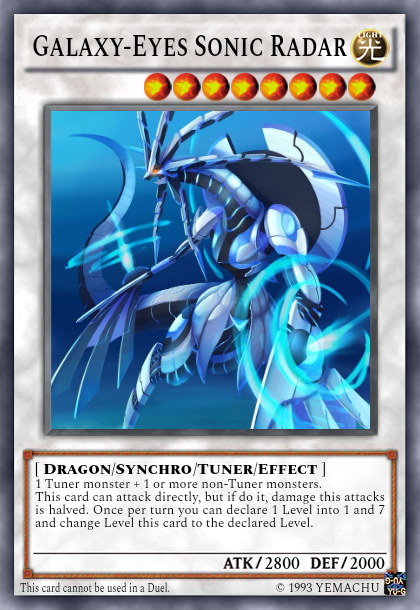 Galaxy-Eyes Sonic Radar
LIGHT
光
[ Dragon/Synchro/Tuner/Effect ]
1 Tuner monster + 1 or more non-Tuner monsters.
This card can attack directly, but if do it, damage this attacks
is halved. Once per turn you can declare 1 Level into 1 and 7
and change Level this card to the declared Level.
ATK / 2800 DEF / 2000
This card cannot be used in a Duel.
© 1993 YEMACHU